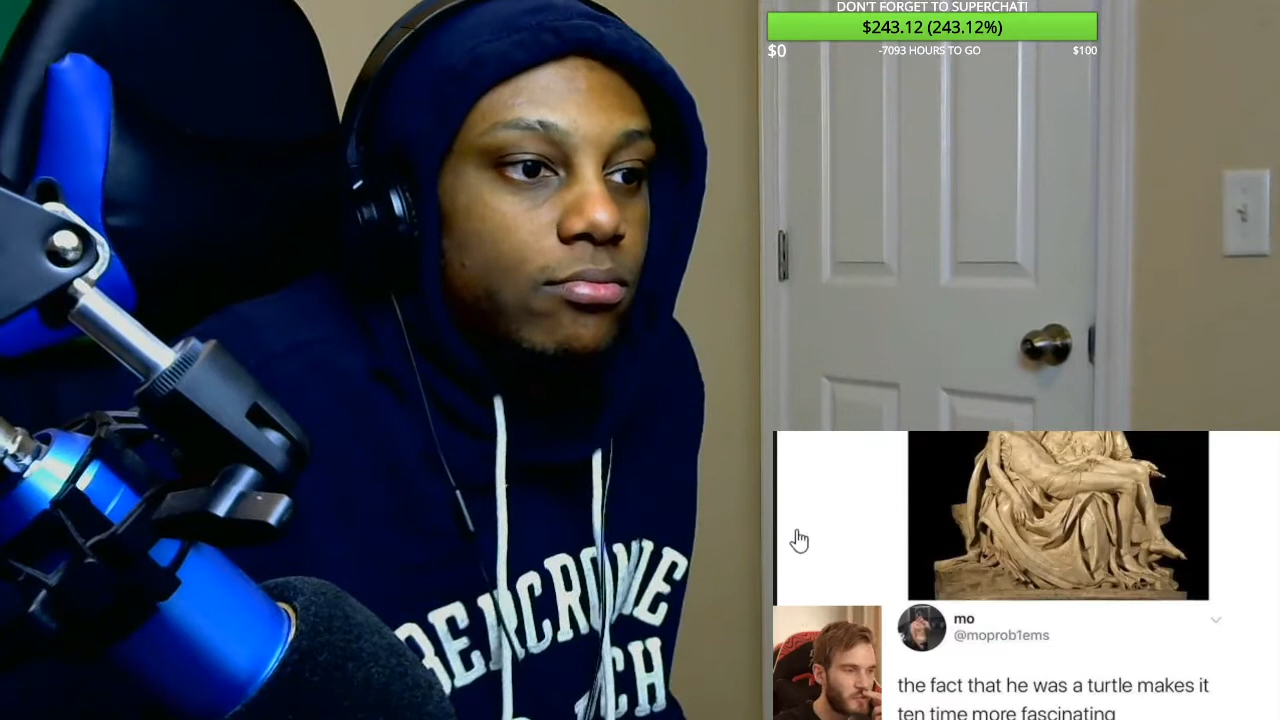 DON'T FORGET TO SUPERCHAT!
$243.12 (243.12%)
$0
-7093 HOURS TO GO
$100
mo
@moprob1ems
the fact that he was a turtle makes it
ten time more fascinating